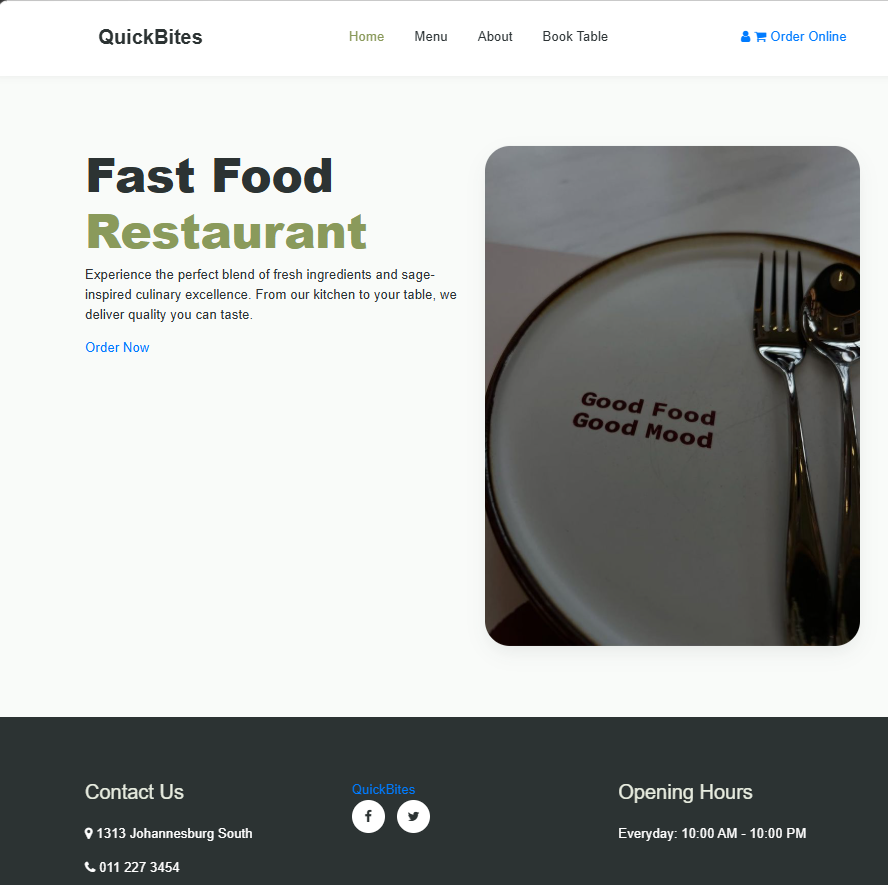 QuickBites
Home Menu About Book Table
Order Online
Fast Food
Restaurant
Experience the perfect blend of fresh ingredients and sage-
inspired culinary excellence. From our kitchen to your table, we
deliver quality you can taste.
Order Now
Good Food
Good Mood
Contact Us
1313 Johannesburg South
011 227 3454
QuickBites
Opening Hours
Everyday: 10:00 AM - 10:00 PM